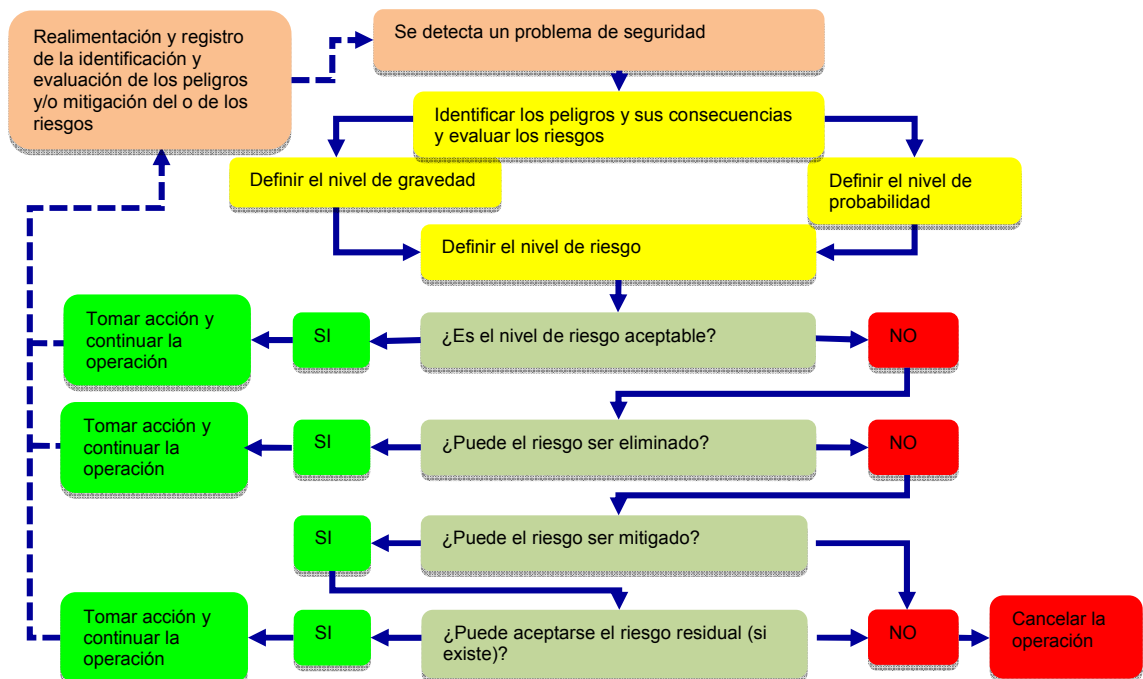 Realimentación y registro
de la identificación y
evaluación de los peligros
y/o mitigación del o de los
riesgos
Se detecta un problema de seguridad
Identificar los peligros y sus consecuencias
y evaluar los riesgos
Definir el nivel de gravedad
Definir el nivel de
probabilidad
Definir el nivel de riesgo
Tomar acción y
continuar la
operación
SI
¿Es el nivel de riesgo aceptable?
NO
Tomar acción y
continuar la
operación
SI
¿Puede el riesgo ser eliminado?
NO
SI
¿Puede el riesgo ser mitigado?
Tomar acción y
continuar la
operación
SI
¿Puede aceptarse el riesgo residual (si
existe)?
NO
Cancelar la
operación